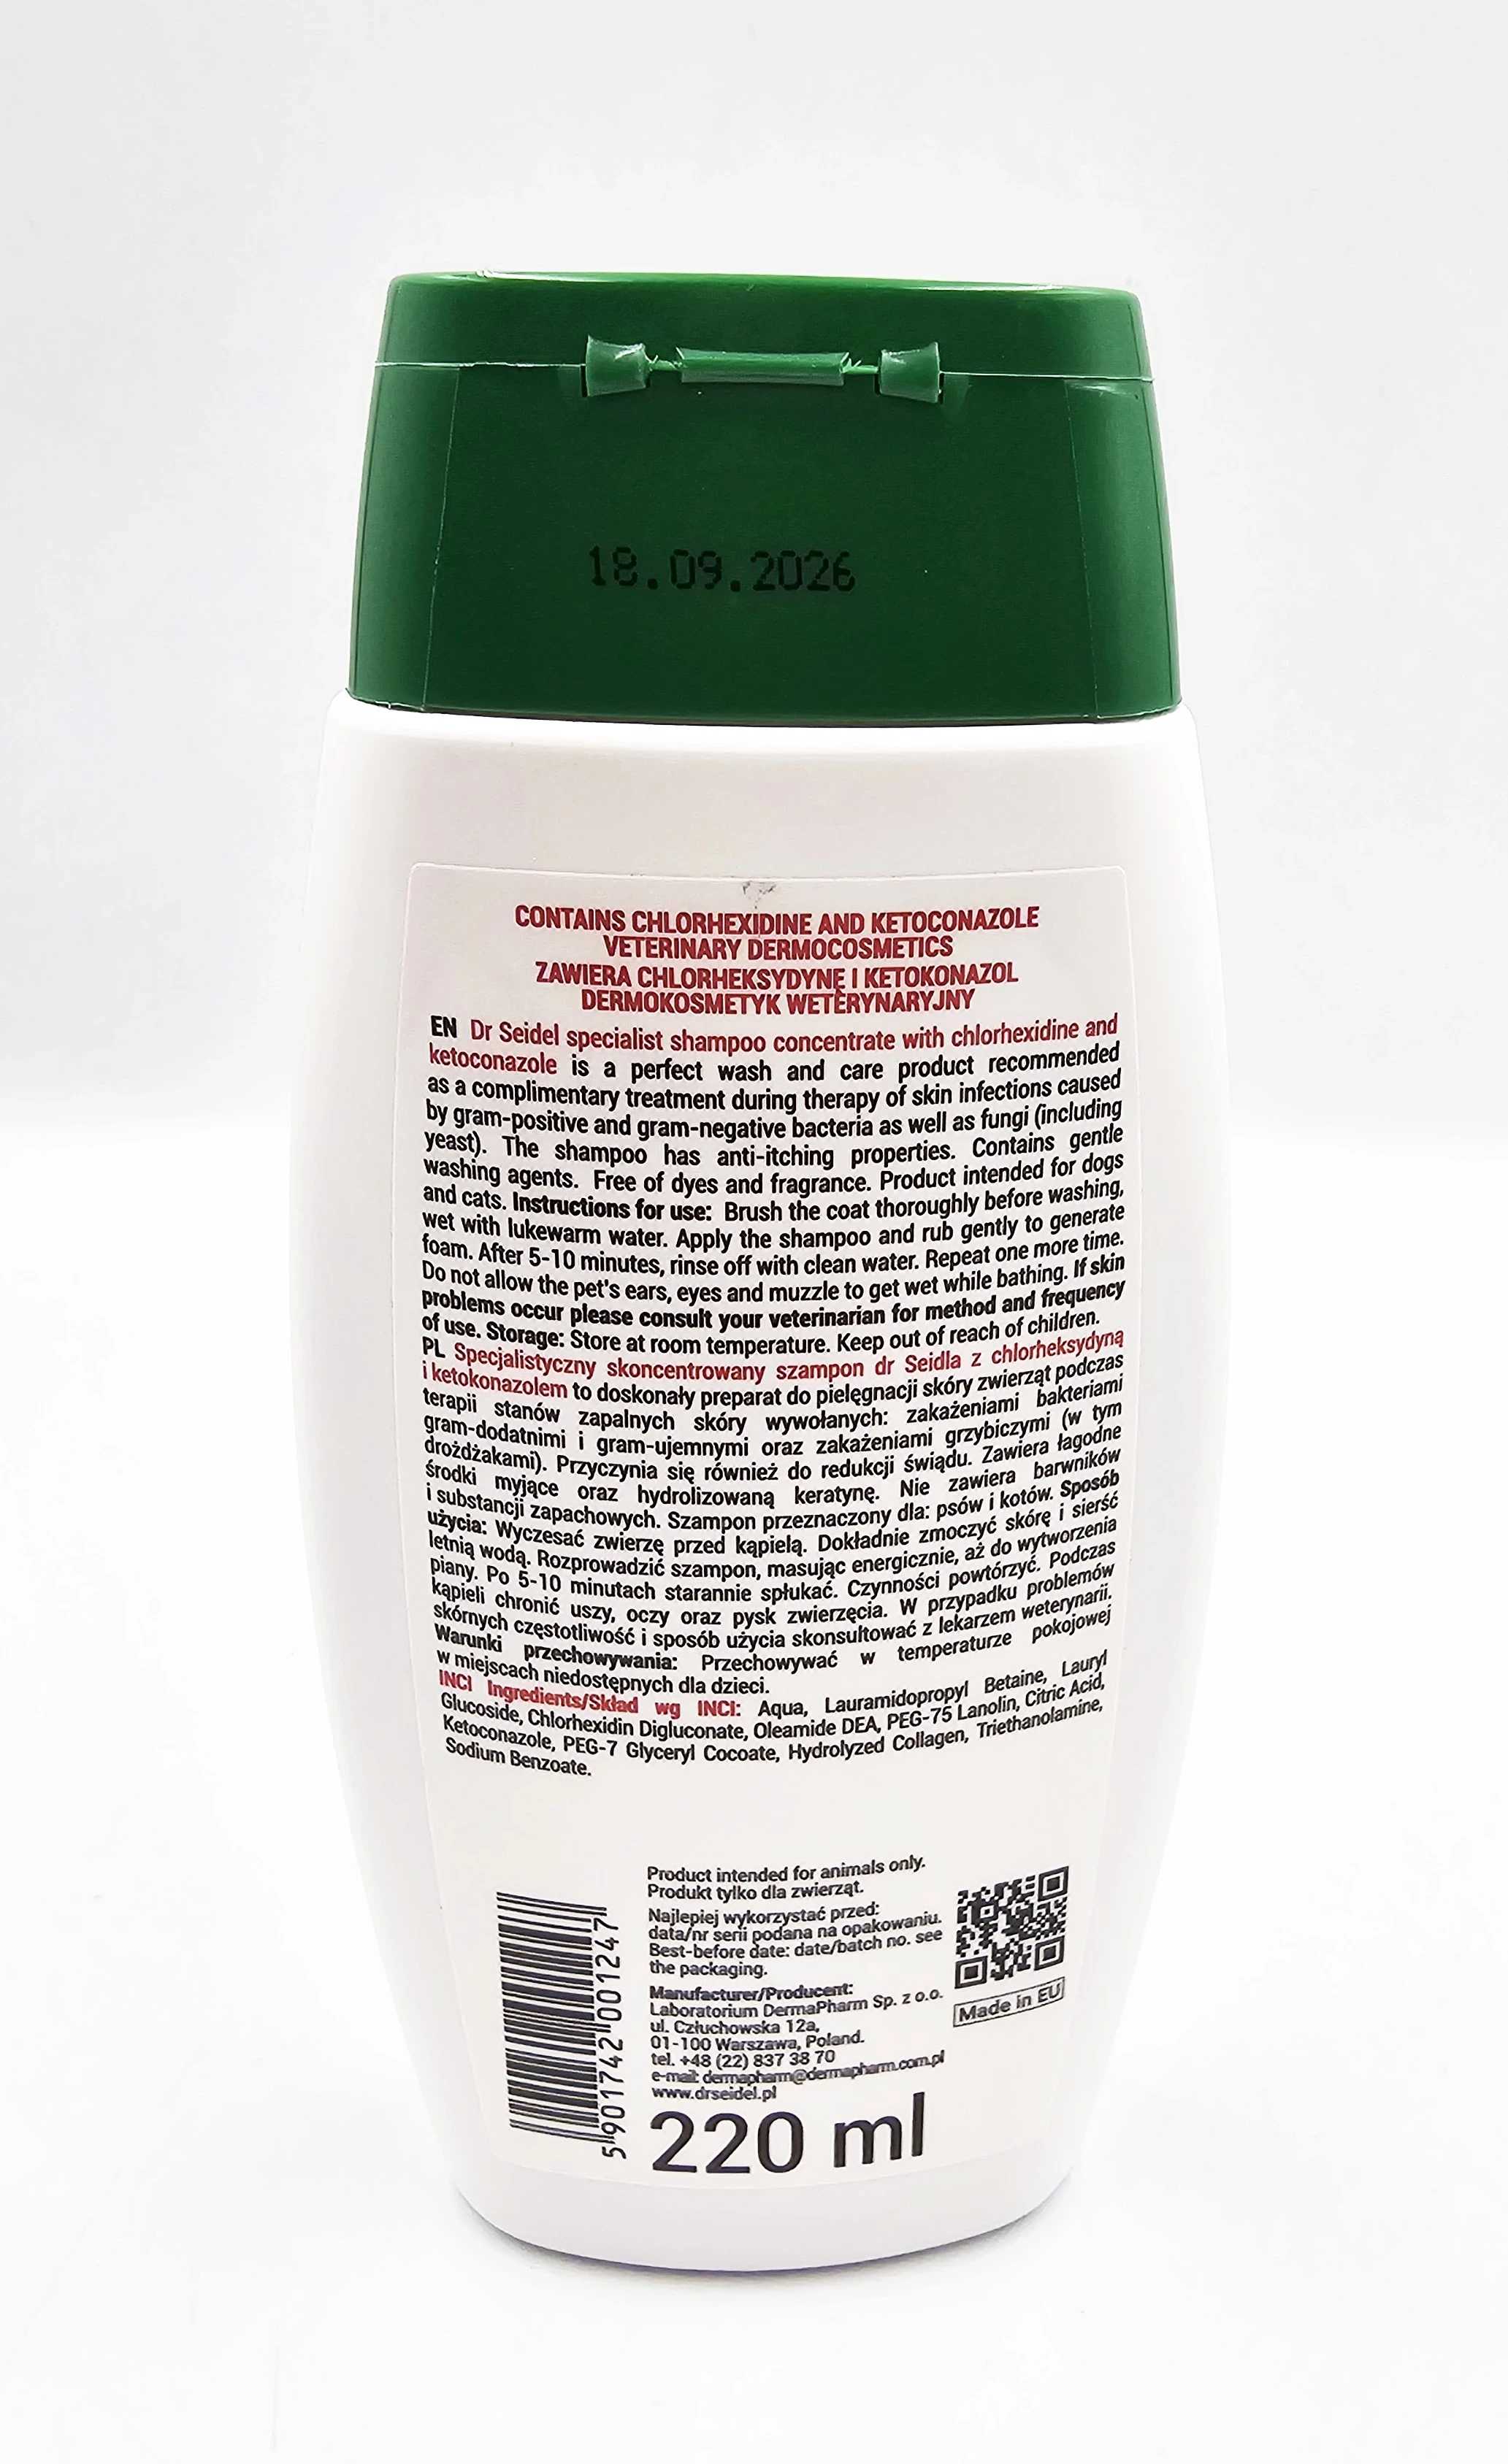 18.09.2026
CONTAINS CHLORHEXIDINE AND KETOCONAZOLE
VETERINARY DERMOCOSMETICS
ZAWIERA CHLORHEKSYDYNĘ I KETOKONAZOL
DERMOKOSMETYK WETERYNARYJNY
EN Dr Seidel specialist shampoo concentrate with chlorhexidine and
ketoconazole is a perfect wash and care product recommended
as a complimentary treatment during therapy of skin infections caused
by gram-positive and gram-negative bacteria as well as fungi (including
yeast). The shampoo has anti-itching properties. Contains gentle
washing agents. Free of dyes and fragrance. Product intended for dogs
and cats. Instructions for use: Brush the coat thoroughly before washing,
wet with lukewarm water. Apply the shampoo and rub gently to generate
foam. After 5-10 minutes, rinse off with clean water. Repeat one more time.
Do not allow the pet's ears, eyes and muzzle to get wet while bathing. If skin
problems occur please consult your veterinarian for method and frequency
of use. Storage: Store at room temperature. Keep out of reach of children.
PL Specjalistyczny skoncentrowany szampon dr Seidla z chlorheksydyną
i ketokonazolem to doskonały preparat do pielęgnacji skóry zwierząt podczas
terapii stanów zapalnych skóry wywołanych: zakażeniami bakteriami
gram-dodatnimi i gram-ujemnymi oraz zakażeniami grzybiczymi (w tym
drożdżakami). Przyczynia się również do redukcji świądu. Zawiera łagodne
środki myjące oraz hydrolizowaną keratynę. Nie zawiera barwników
i substancji zapachowych. Szampon przeznaczony dla: psów i kotów. Sposób
użycia: Wyczesać zwierzę przed kąpielą. Dokładnie zmoczyć skórę i sierść
letnią wodą. Rozprowadzić szampon, masując energicznie, aż do wytworzenia
piany. Po 5-10 minutach starannie spłukać. Czynności powtórzyć. Podczas
kąpieli chronić uszy, oczy oraz pysk zwierzęcia. W przypadku problemów
skórnych częstotliwość i sposób użycia skonsultować z lekarzem weterynarii.
Warunki przechowywania: Przechowywać w temperaturze pokojowej
w miejscach niedostępnych dla dzieci.
INCI Ingredients/Skład wg INCI: Aqua, Lauramidopropyl Betaine, Lauryl
Glucoside, Chlorhexidin Digluconate, Oleamide DEA, PEG-75 Lanolin, Citric Acid,
Ketoconazole, PEG-7 Glyceryl Cocoate, Hydrolyzed Collagen, Triethanolamine,
Sodium Benzoate.
Product intended for animals only.
Produkt tylko dla zwierząt.
Najlepiej wykorzystać przed:
data/nr serii podana na opakowaniu.
Best-before date: date/batch no. see
the packaging.
Manufacturer/Producent:
Laboratorium DermaPharm Sp. z o.o.
ul. Człuchowska 12a,
01-100 Warszawa, Poland.
tel. +48 (22) 837 38 70
e-mail: dermapharm@dermapharm.com.pl
www.drseidel.pl
220 ml
Made in EU
5901742001247